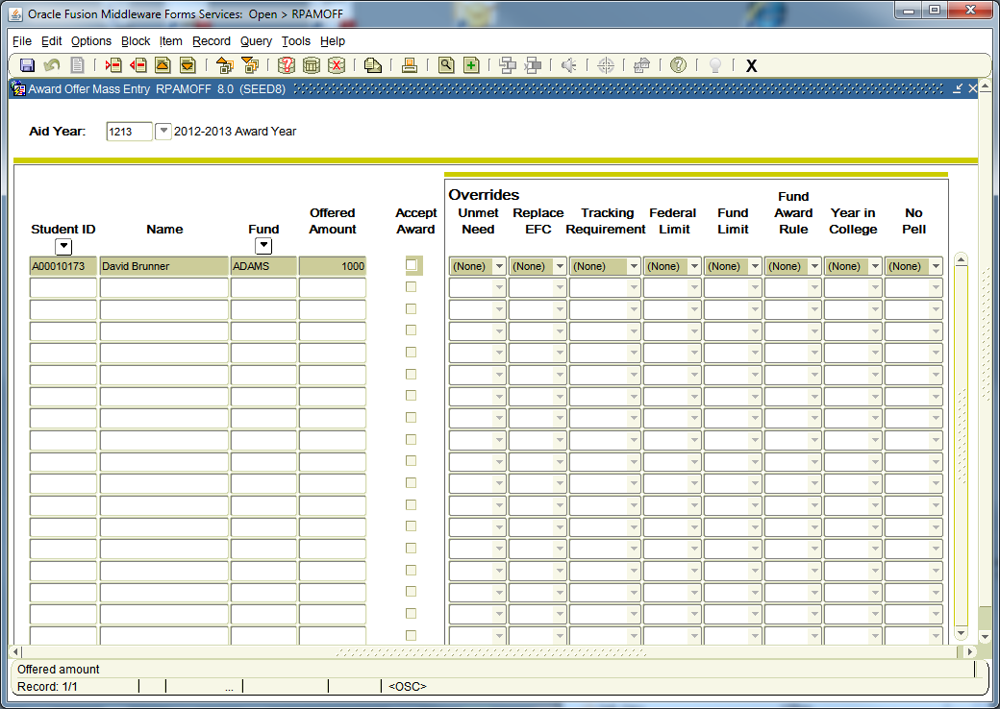 Oracle Fusion Middleware Forms Services: Open > RPAMOFF
File Edit Options Block Item Record Query Tools Help
X
Award Offer Mass Entry RPAMOFF 8.0 (SEED8)
Aid Year: 1213 2012-2013 Award Year
Overrides
Student ID Name Fund Offered Amount Accept Award Unmet Need Replace EFC Tracking Requirement Federal Limit Fund Limit Fund Award Rule Year in College No Pell
A00010173 David Brunner ADAMS 1000 (None) (None) (None) (None) (None) (None) (None) (None)
Offered amount
Record: 1/1 ... <OSC>